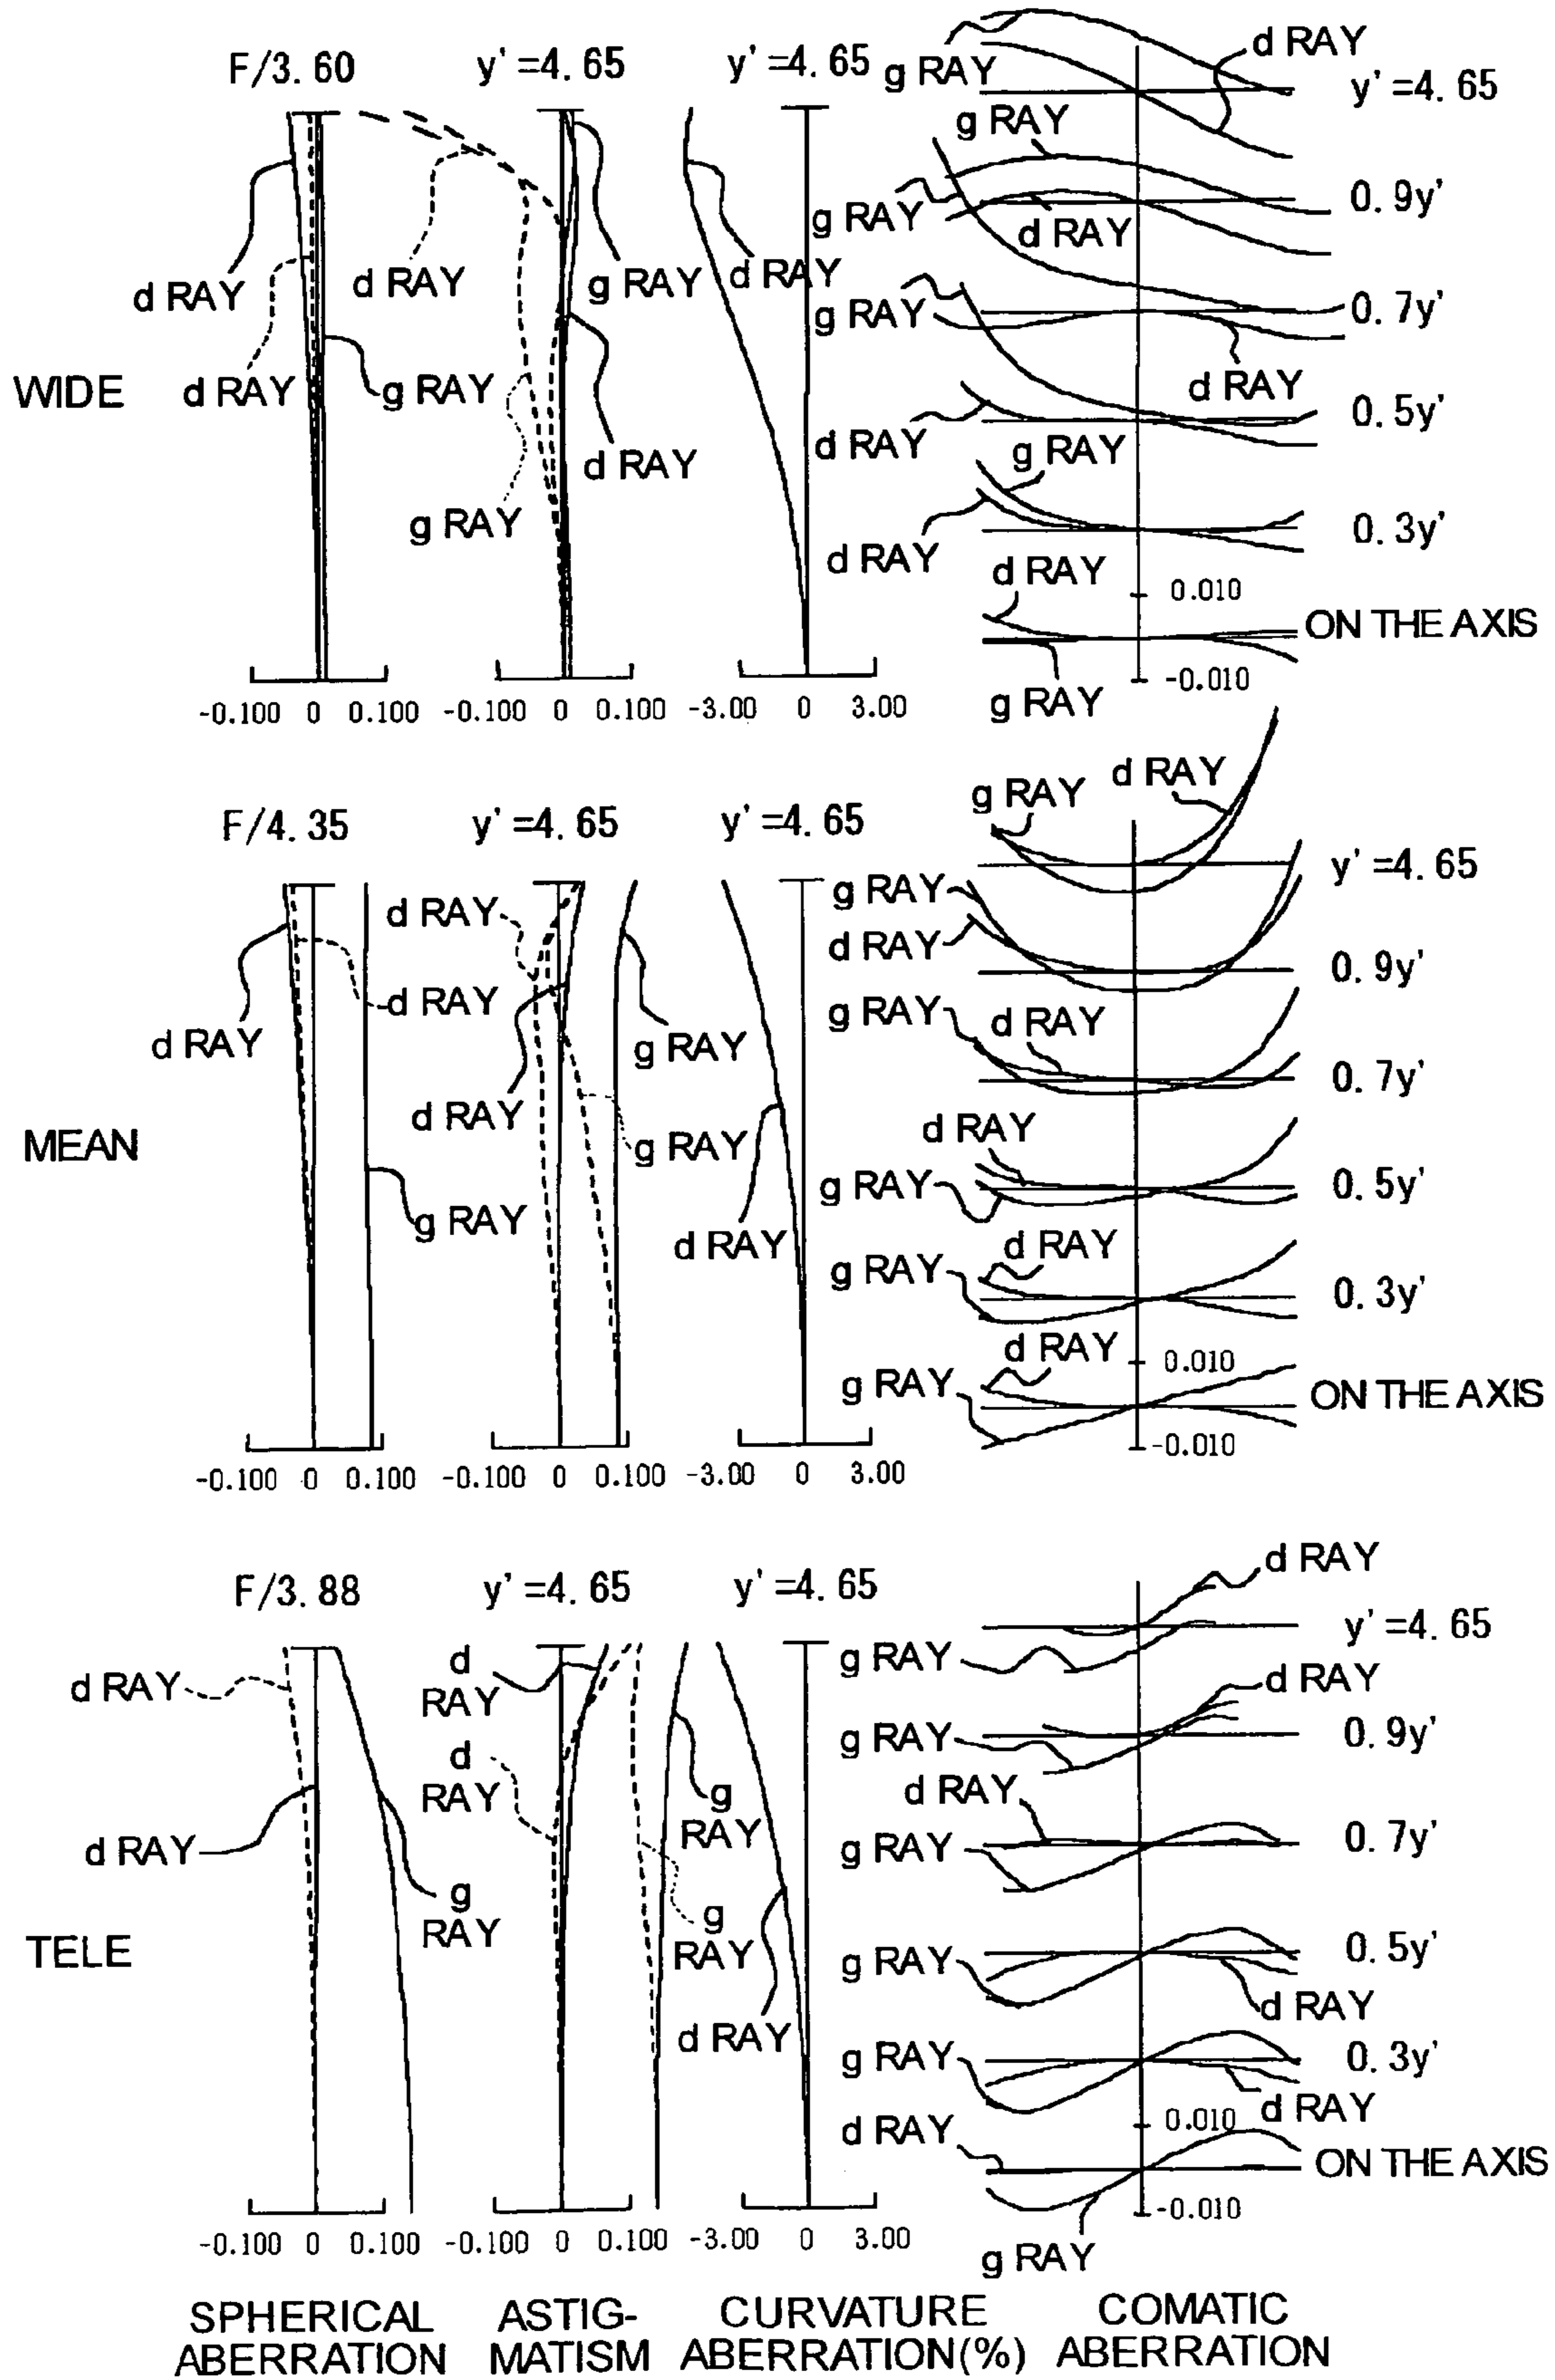 F/3.60
y'=4.65
y'=4.65
g RAY
d RAY
y'=4.65
g RAY
g RAY
d RAY
0.9y'
d RAY
d RAY
g RAY
d RAY
g RAY
0.7y'
WIDE
d RAY
g RAY
d RAY
d RAY
0.5y'
d RAY
g RAY
g RAY
d RAY
0.3y'
d RAY
0.010
ON THE AXIS
-0.010
g RAY
-0.100 0 0.100
-0.100 0 0.100
-3.00 0 3.00
F/4.35
y'=4.65
y'=4.65
g RAY
d RAY
y'=4.65
d RAY
g RAY
d RAY
0.9y'
d RAY
d RAY
g RAY
g RAY
d RAY
0.7y'
d RAY
MEAN
g RAY
d RAY
g RAY
0.5y'
g RAY
d RAY
d RAY
g RAY
0.3y'
d RAY
0.010
g RAY
ON THE AXIS
-0.010
-0.100 0 0.100
-0.100 0 0.100
-3.00 0 3.00
F/3.88
y'=4.65
y'=4.65
d RAY
y'=4.65
d RAY
d
RAY
g RAY
d RAY
g RAY
0.9y'
d
RAY
g
RAY
d RAY
d RAY
g RAY
0.7y'
g
RAY
g
RAY
TELE
g RAY
0.5y'
d RAY
d RAY
g RAY
0.3y'
d RAY
d RAY
0.010
ON THE AXIS
-0.010
g RAY
-0.100 0 0.100
-0.100 0 0.100
-3.00 0 3.00
SPHERICAL
ABERRATION
ASTIG-
MATISM
CURVATURE
ABERRATION(%)
COMATIC
ABERRATION